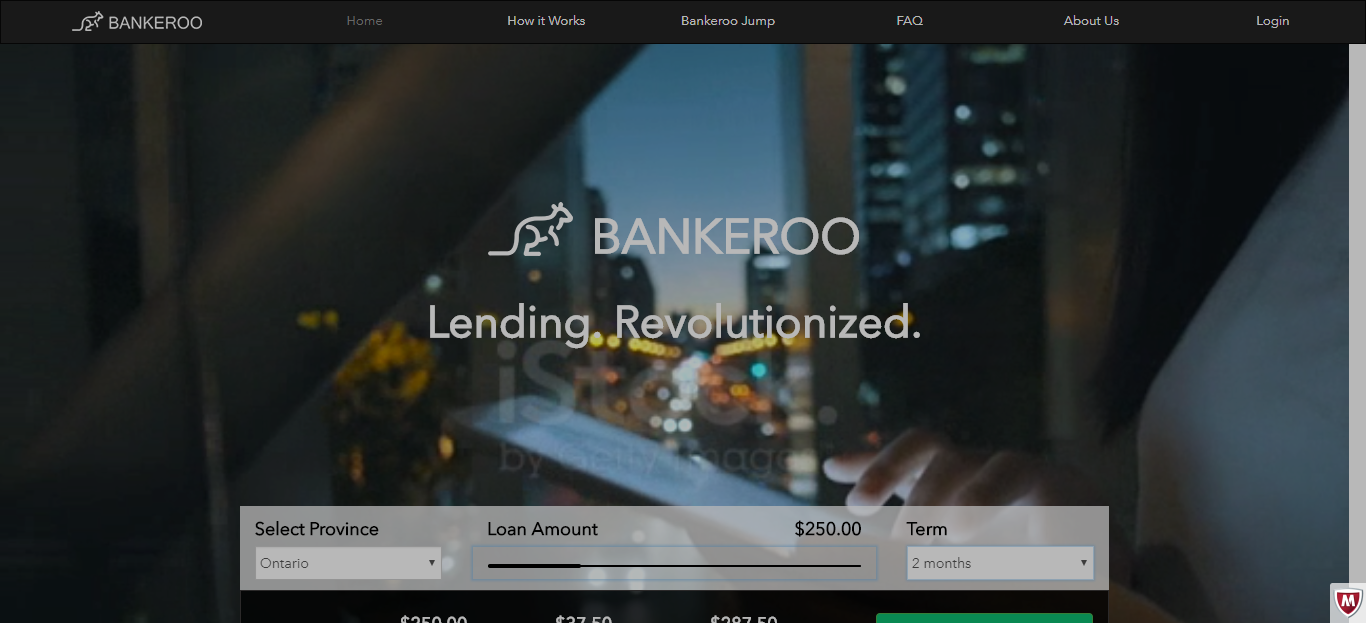 BANKEROO
Home
How it Works
Bankeroo Jump
FAQ
About Us
Login
BANKEROO
Lending. Revolutionized.
iStock.
by Getty Images
Select Province
Loan Amount
$250.00
Term
Ontario
2 months
$250.00
$37.50
$287.50
M